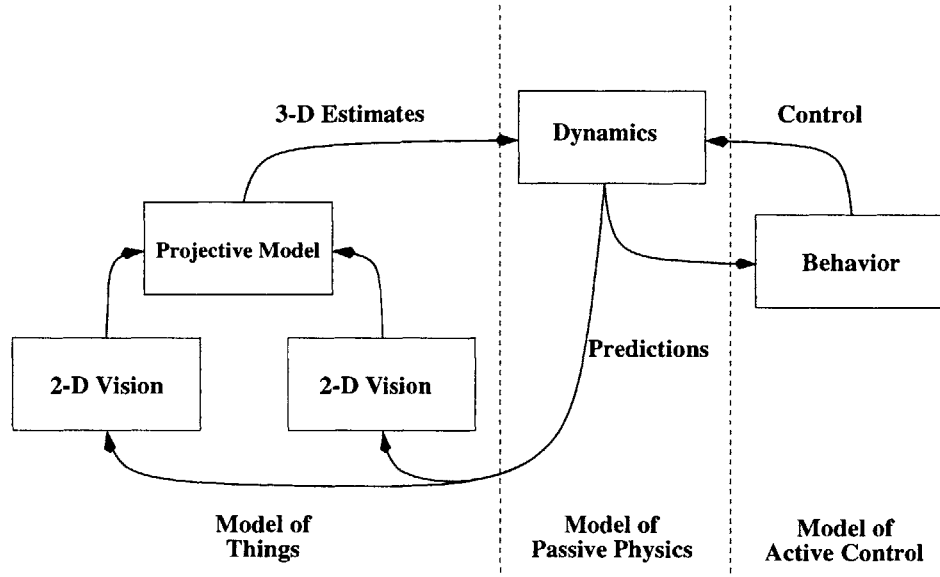 3-D Estimates
Dynamics
Control
Projective Model
Behavior
2-D Vision
2-D Vision
Predictions
Model of
Things
Model of
Passive Physics
Model of
Active Control